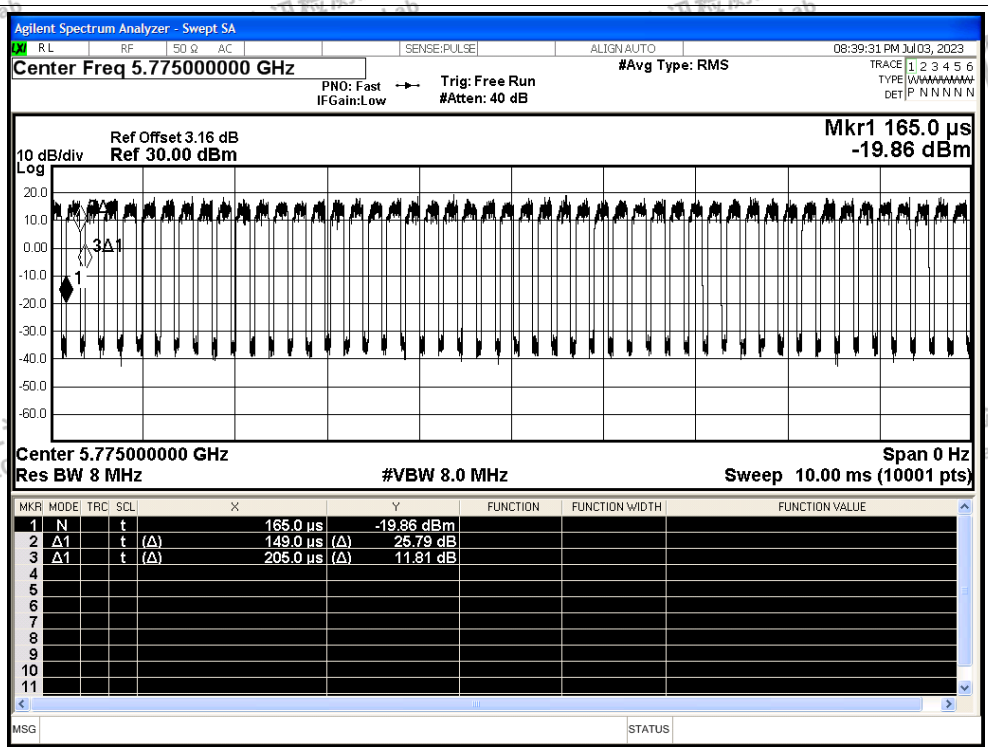 Agilent Spectrum Analyzer - Swept SA
LXI RL RF 50 Ω AC SENSE:PULSE ALIGN AUTO 08:39:31 PM Jul 03, 2023
Center Freq 5.775000000 GHz #Avg Type: RMS TRACE 1 2 3 4 5 6
PNO: Fast Trig: Free Run TYPE
IFGain:Low #Atten: 40 dB DET P N N N N N
Mkr1 165.0 µs
Ref Offset 3.16 dB
10 dB/div Ref 30.00 dBm -19.86 dBm
Log
20.0
10.0
0.00
3Δ1
-10.0
1
-20.0
-30.0
-40.0
-50.0
-60.0
Center 5.775000000 GHz Span 0 Hz
Res BW 8 MHz #VBW 8.0 MHz Sweep 10.00 ms (10001 pts)
MKR MODE TRC SCL X Y FUNCTION FUNCTION WIDTH FUNCTION VALUE
1 N t 165.0 µs -19.86 dBm
2 Δ1 t (Δ) 149.0 µs (Δ) 25.79 dB
3 Δ1 t (Δ) 205.0 µs (Δ) 11.81 dB
4
5
6
7
8
9
10
11
MSG STATUS